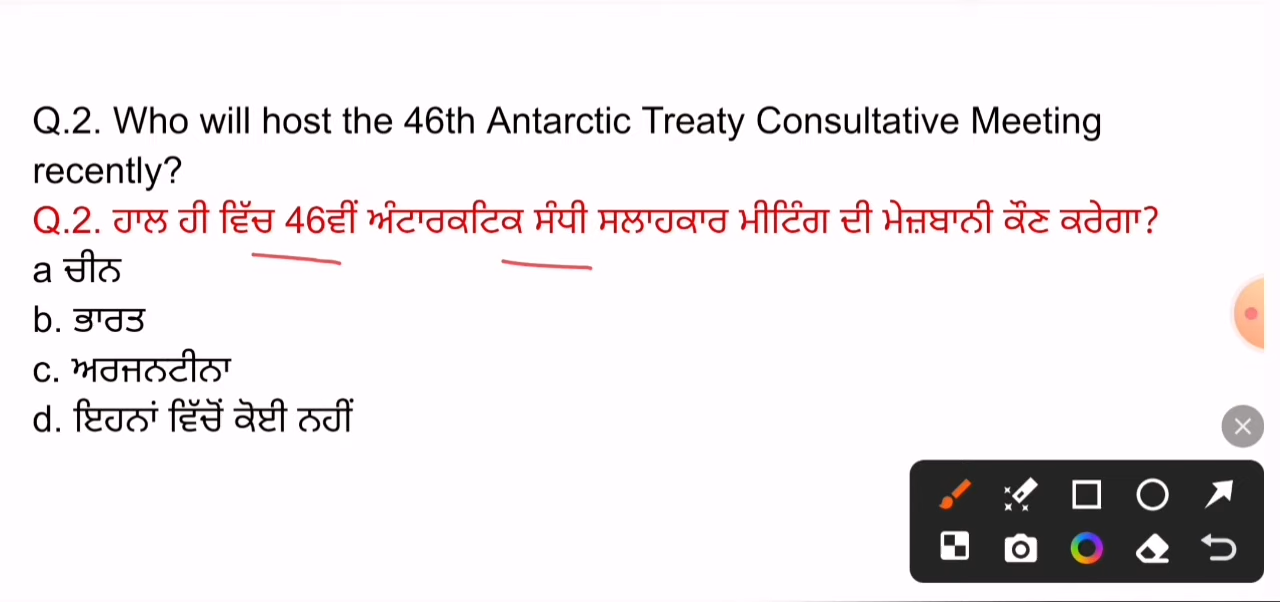 Q.2. Who will host the 46th Antarctic Treaty Consultative Meeting
recently?
Q.2. ਹਾਲ ਹੀ ਵਿੱਚ 46ਵੀਂ ਅੰਟਾਰਕਟਿਕ ਸੰਧੀ ਸਲਾਹਕਾਰ ਮੀਟਿੰਗ ਦੀ ਮੇਜ਼ਬਾਨੀ ਕੌਣ ਕਰੇਗਾ?
a ਚੀਨ
b. ਭਾਰਤ
c. ਅਰਜਨਟੀਨਾ
d. ਇਹਨਾਂ ਵਿੱਚੋਂ ਕੋਈ ਨਹੀਂ